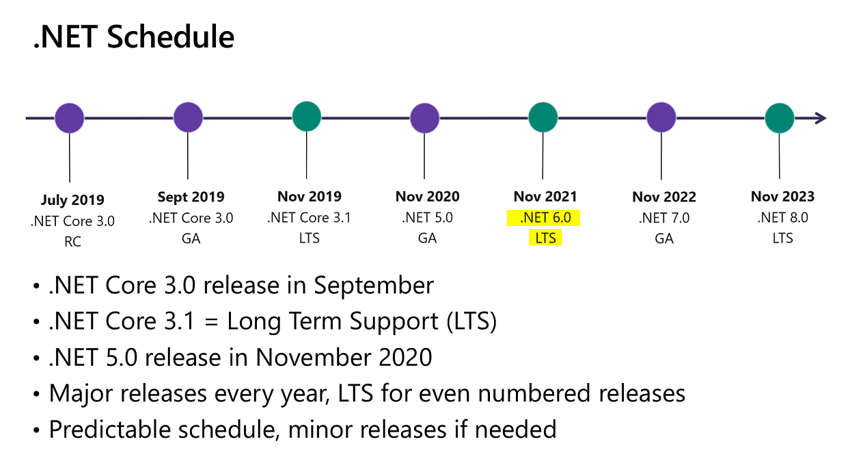 .NET Schedule
July 2019
.NET Core 3.0
RC
Sept 2019
.NET Core 3.0
GA
Nov 2019
.NET Core 3.1
LTS
Nov 2020
.NET 5.0
GA
Nov 2021
.NET 6.0
LTS
Nov 2022
.NET 7.0
GA
Nov 2023
.NET 8.0
LTS
• .NET Core 3.0 release in September
• .NET Core 3.1 = Long Term Support (LTS)
• .NET 5.0 release in November 2020
• Major releases every year, LTS for even numbered releases
• Predictable schedule, minor releases if needed